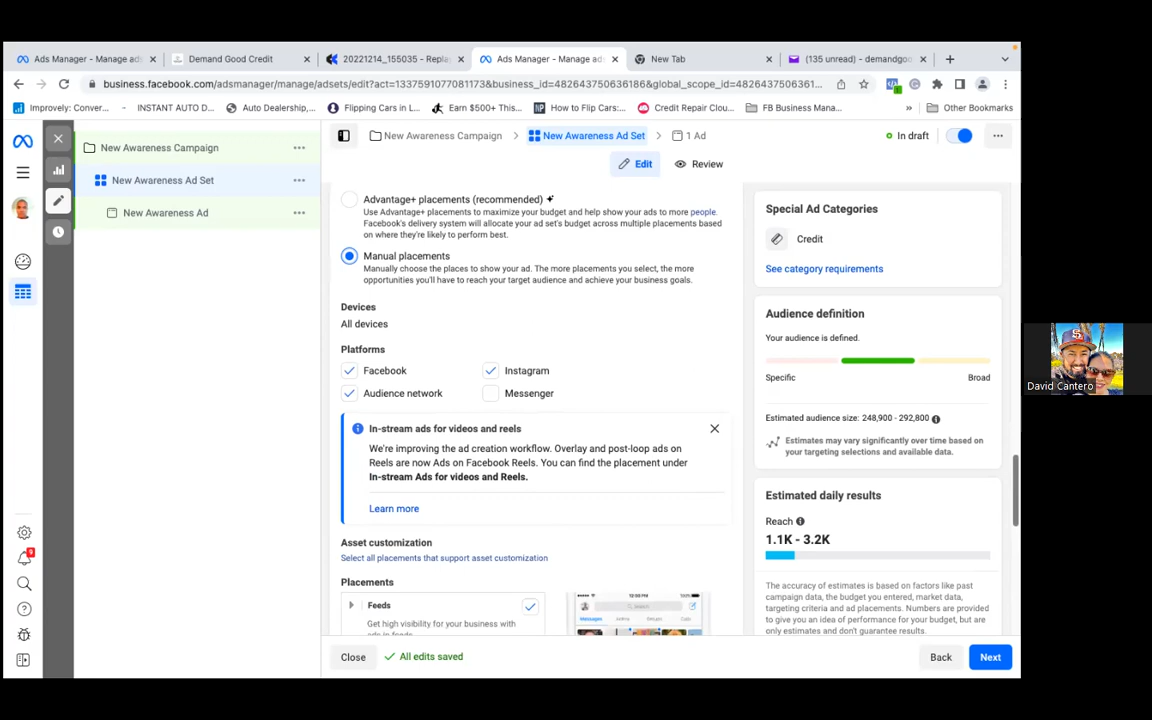 Ads Manager - Manage ad
Demand Good Credit
20221214_155035 - Repla
Ads Manager - Manage a
New Tab
(135 unread) - demandgo
business.facebook.com/adsmanager/manage/adsets/edit?act=1337591077081173&business_id=482643750636186&global_scope_id=4826437506361...
Improvely: Conver...
INSTANT AUTO D...
Auto Dealership,...
Flipping Cars in L...
Earn $500+ This...
How to Flip Cars:...
Credit Repair Clou...
FB Business Mana...
Other Bookmarks
New Awareness Campaign
New Awareness Ad Set
1 Ad
In draft
Edit
Review
New Awareness Campaign
New Awareness Ad Set
New Awareness Ad
9
Advantage+ placements (recommended)
Use Advantage+ placements to maximize your budget and help show your ads to more people.
Facebook's delivery system will allocate your ad set's budget across multiple placements based
on where they're likely to perform best.
Manual placements
Manually choose the places to show your ad. The more placements you select, the more
opportunities you'll have to reach your target audience and achieve your business goals.
Devices
All devices
Platforms
Facebook
Instagram
Audience network
Messenger
In-stream ads for videos and reels
We're improving the ad creation workflow. Overlay and post-loop ads on
Reels are now Ads on Facebook Reels. You can find the placement under
In-stream Ads for videos and Reels.
Learn more
Asset customization
Select all placements that support asset customization
Placements
Feeds
Get high visibility for your business with
ads in feeds
Search
Messages
Groups
Calls
Special Ad Categories
Credit
See category requirements
Audience definition
Your audience is defined.
Specific
Broad
Estimated audience size: 248,900 - 292,800
Estimates may vary significantly over time based on
your targeting selections and available data.
Estimated daily results
Reach
1.1K - 3.2K
The accuracy of estimates is based on factors like past
campaign data, the budget you entered, market data,
targeting criteria and ad placements. Numbers are provided
to give you an idea of performance for your budget, but are
only estimates and don't guarantee results.
Close
All edits saved
Back
Next
David Cantero